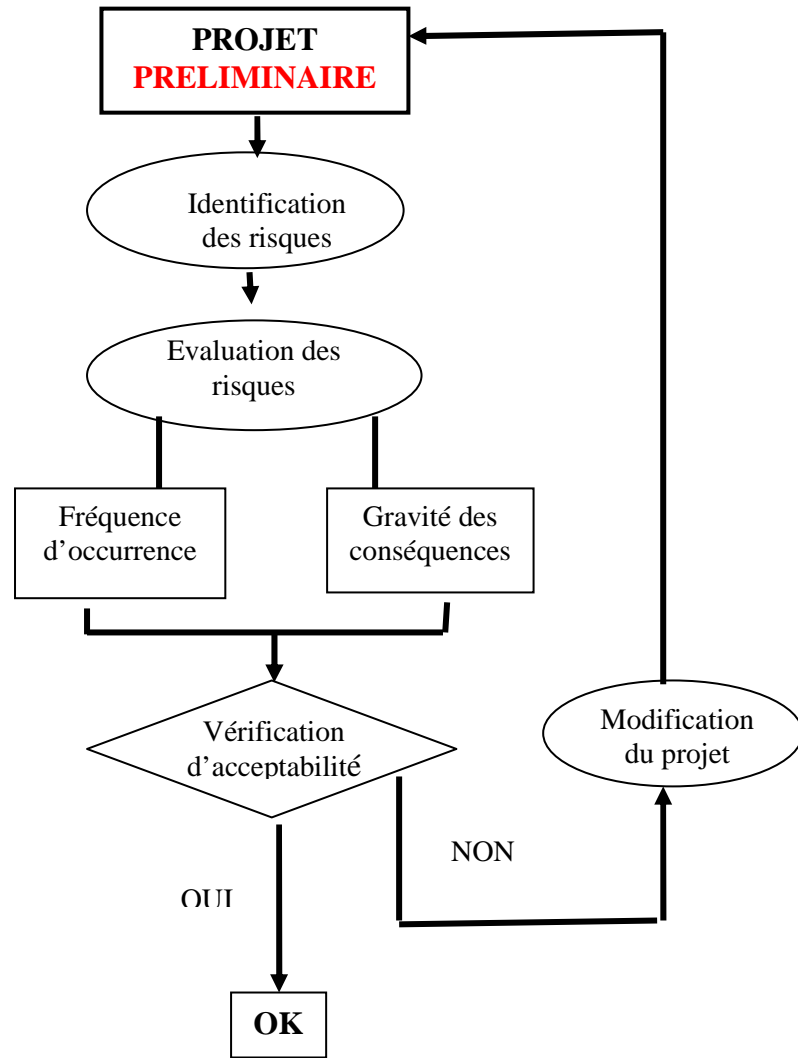 PROJET
PRELIMINAIRE
Identification
des risques
Evaluation des
risques
Fréquence
d’occurrence
Gravité des
conséquences
Vérification
d’acceptabilité
Modification
du projet
NON
OUI
OK